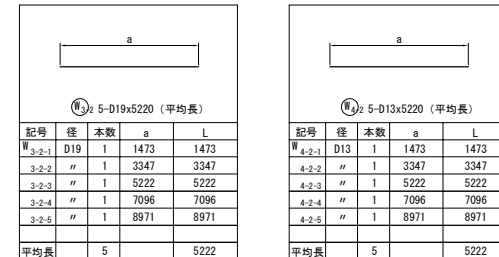 a
W3-2 5-D19x5220（平均長）
記号 径 本数 a L
W3-2-1 D19 1 1473 1473
3-2-2 〃 1 3347 3347
3-2-3 〃 1 5222 5222
3-2-4 〃 1 7096 7096
3-2-5 〃 1 8971 8971
平均長 5 5222
a
W4-2 5-D13x5220（平均長）
記号 径 本数 a L
W4-2-1 D13 1 1473 1473
4-2-2 〃 1 3347 3347
4-2-3 〃 1 5222 5222
4-2-4 〃 1 7096 7096
4-2-5 〃 1 8971 8971
平均長 5 5222